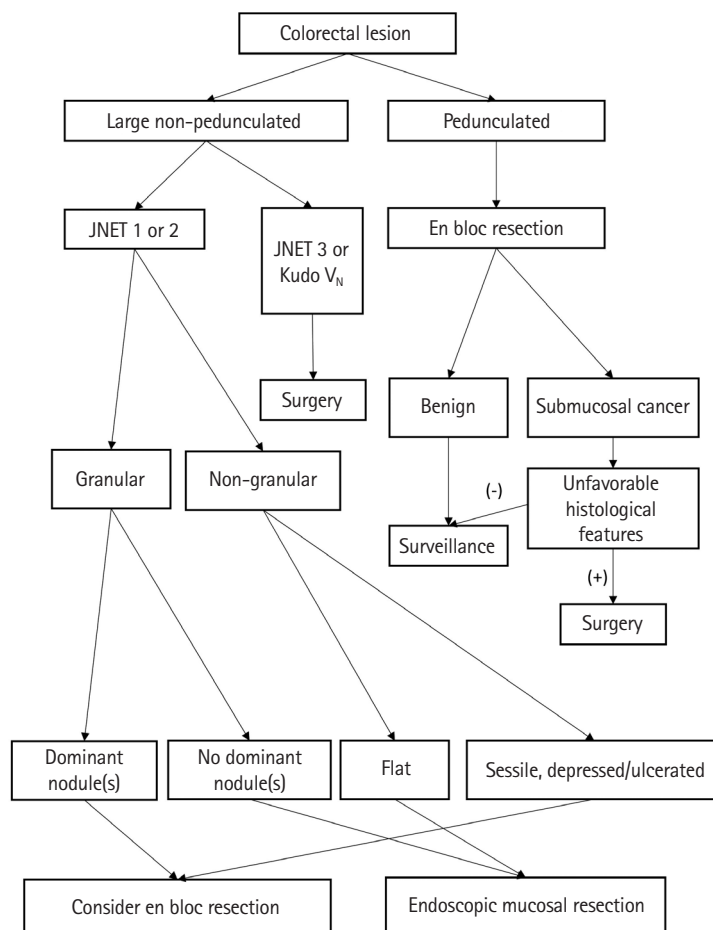 Colorectal lesion
Large non-pedunculated
Pedunculated
JNET 1 or 2
JNET 3 or
Kudo V_N
En bloc resection
Surgery
Benign
Submucosal cancer
Granular
Non-granular
(-)
Unfavorable
histological
features
Surveillance
(+)
Surgery
Dominant
nodule(s)
No dominant
nodule(s)
Flat
Sessile, depressed/ulcerated
Consider en bloc resection
Endoscopic mucosal resection